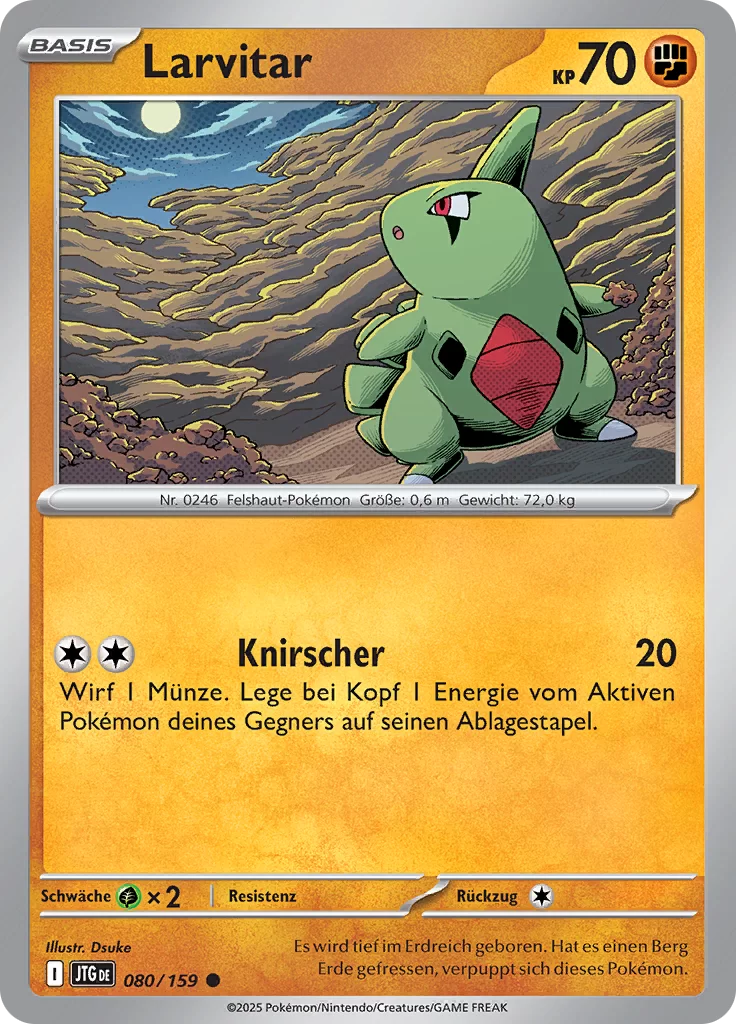 BASIS
Larvitar
KP 70
Nr. 0246 Felshaut-Pokémon Größe: 0,6 m Gewicht: 72,0 kg
Knirscher 20
Wirf 1 Münze. Lege bei Kopf 1 Energie vom Aktiven
Pokémon deines Gegners auf seinen Ablagestapel.
Schwäche ×2 Resistenz Rückzug
Illustr. Dsuke
Es wird tief im Erdreich geboren. Hat es einen Berg
Erde gefressen, verpuppt sich dieses Pokémon.
I JTG DE 080/159
©2025 Pokémon/Nintendo/Creatures/GAME FREAK